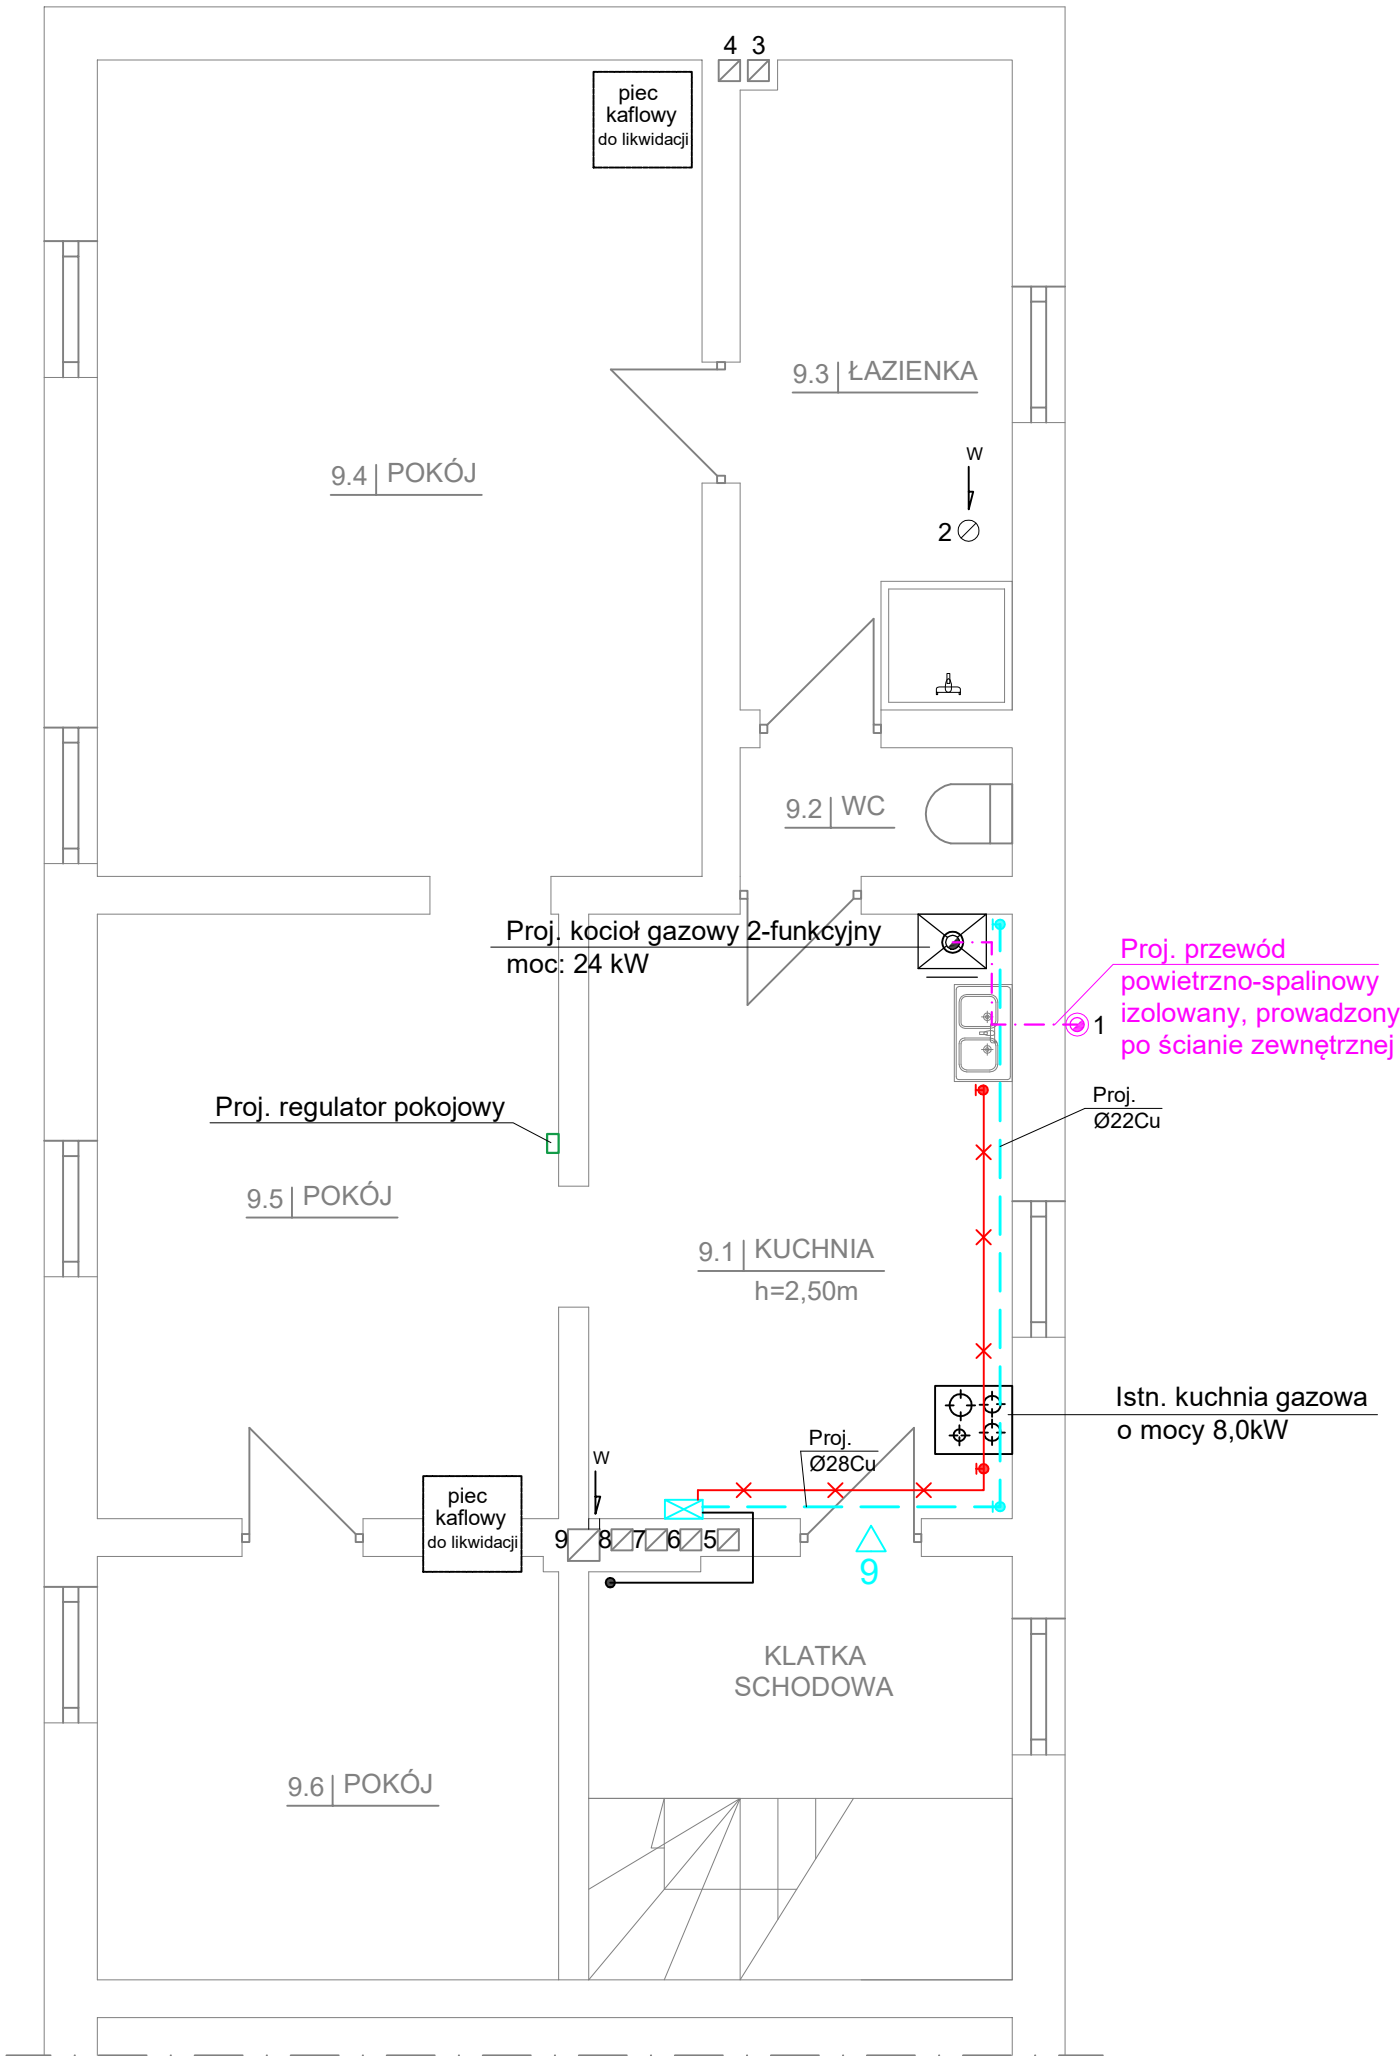 4 3
piec
kaflowy
do likwidacji
9.3 ŁAZIENKA
9.4 POKÓJ
W
2
9.2 WC
Proj. kocioł gazowy 2-funkcyjny
moc: 24 kW
Proj. przewód
powietrzno-spalinowy
izolowany, prowadzony
po ścianie zewnętrznej
1
Proj.
Ø22Cu
Proj. regulator pokojowy
9.5 POKÓJ
9.1 KUCHNIA
h=2,50m
Istn. kuchnia gazowa
o mocy 8,0kW
Proj.
Ø28Cu
W
piec
kaflowy
do likwidacji
9 8 7 6 5
9
KLATKA
SCHODOWA
9.6 POKÓJ